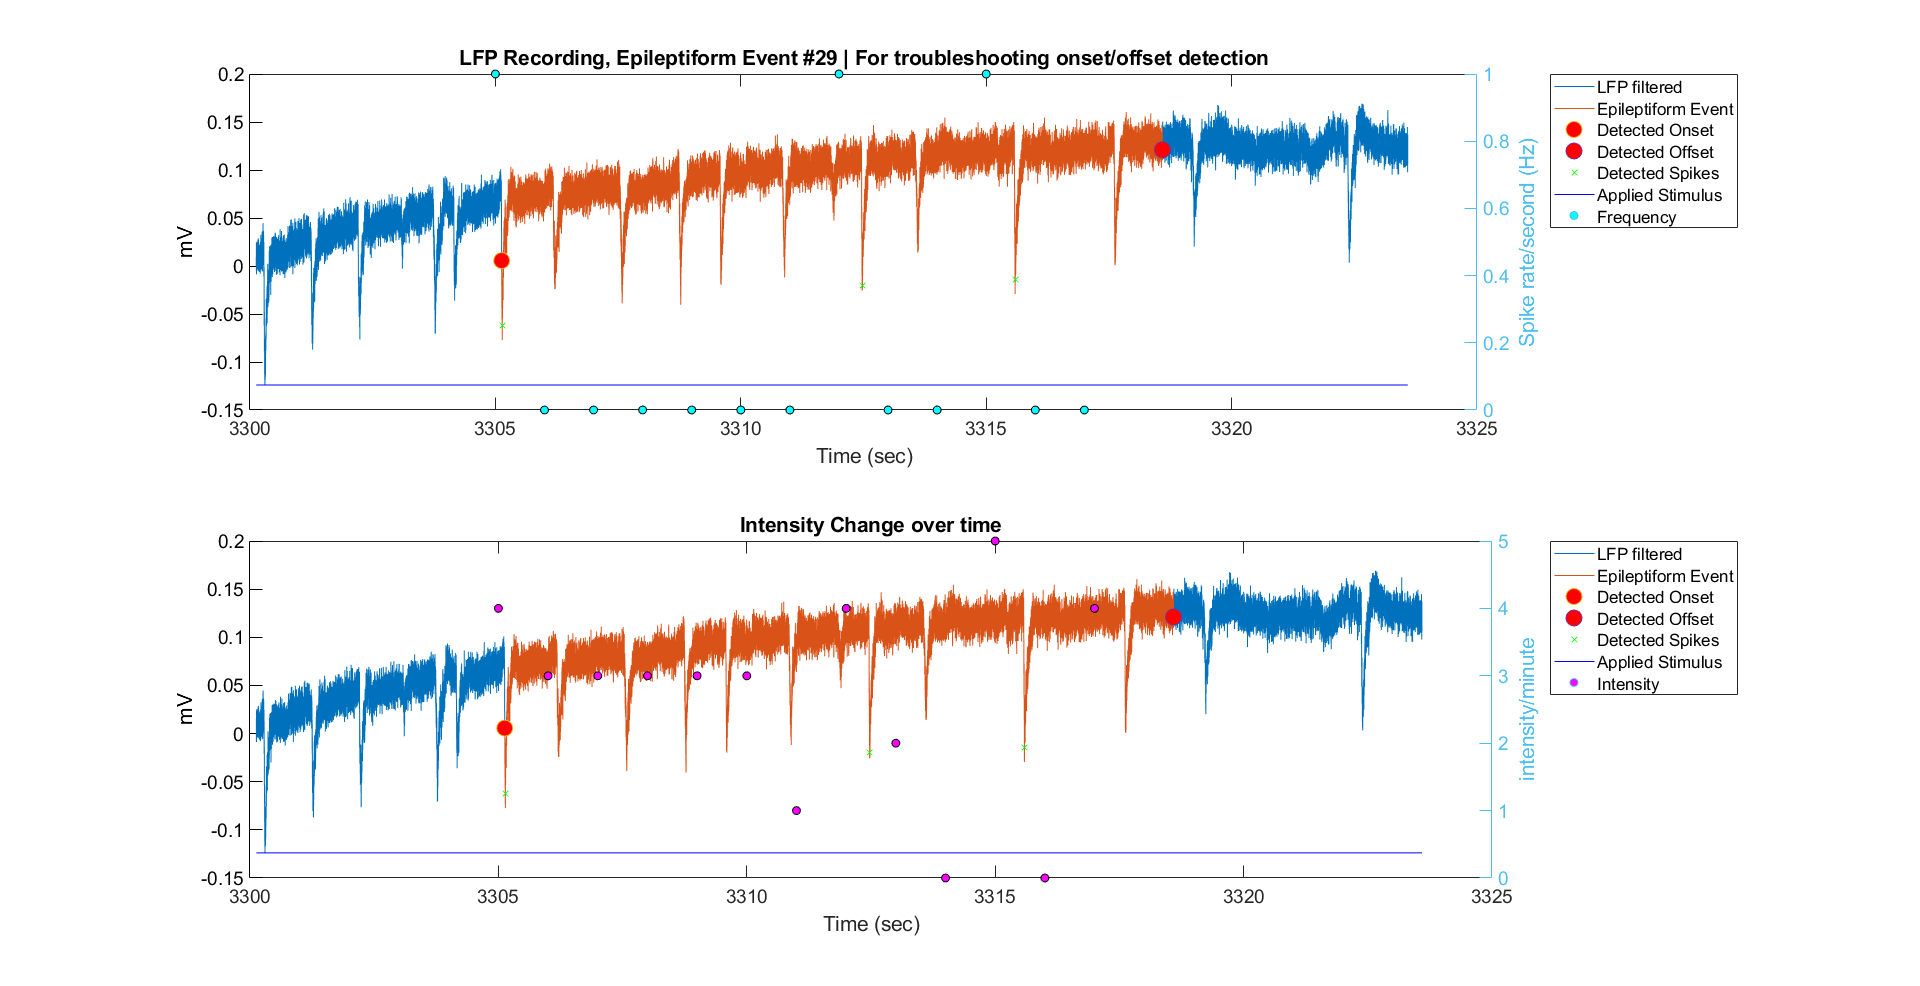 LFP Recording, Epileptiform Event #29 | For troubleshooting onset/offset detection
0.2
0.15
0.1
0.05
0
-0.05
-0.1
-0.15
mV
3300
3305
3310
3315
3320
3325
Time (sec)
1
0.8
0.6
0.4
0.2
0
Spike rate/second (Hz)
LFP filtered
Epileptiform Event
Detected Onset
Detected Offset
Detected Spikes
Applied Stimulus
Frequency
Intensity Change over time
0.2
0.15
0.1
0.05
0
-0.05
-0.1
-0.15
mV
3300
3305
3310
3315
3320
3325
Time (sec)
5
4
3
2
1
0
intensity/minute
LFP filtered
Epileptiform Event
Detected Onset
Detected Offset
Detected Spikes
Applied Stimulus
Intensity